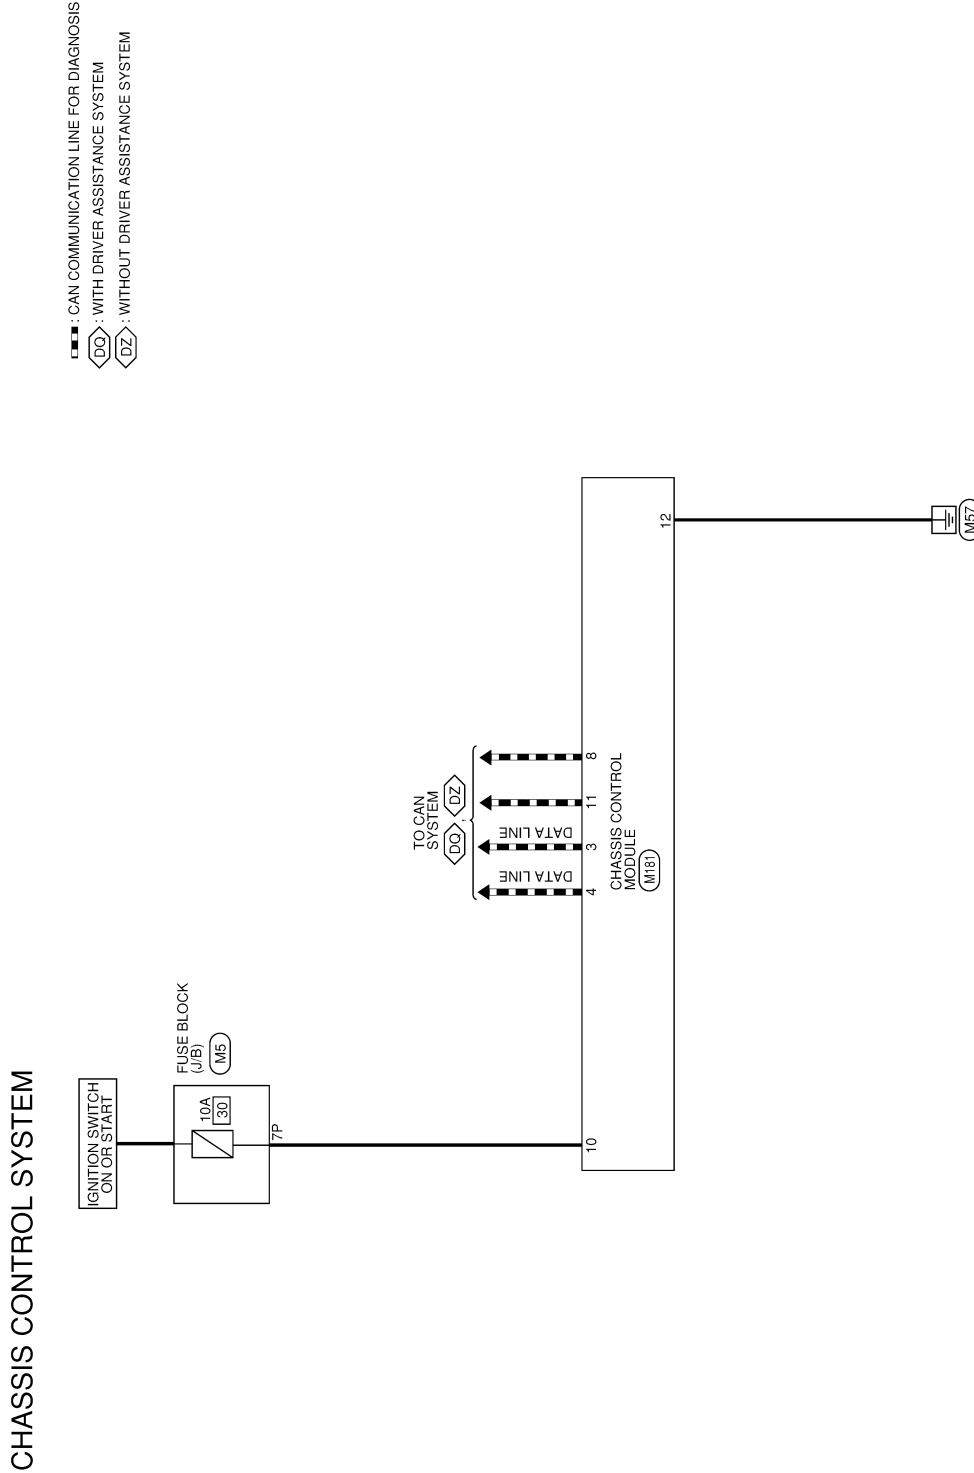 CHASSIS CONTROL SYSTEM
: CAN COMMUNICATION LINE FOR DIAGNOSIS
DQ : WITH DRIVER ASSISTANCE SYSTEM
DZ : WITHOUT DRIVER ASSISTANCE SYSTEM
IGNITION SWITCH
ON OR START
FUSE BLOCK
(J/B)
M5
10A
30
7P
TO CAN
SYSTEM
DQ , DZ
DATA LINE
DATA LINE
10
4
3
11
8
CHASSIS CONTROL
MODULE
M181
12
M57